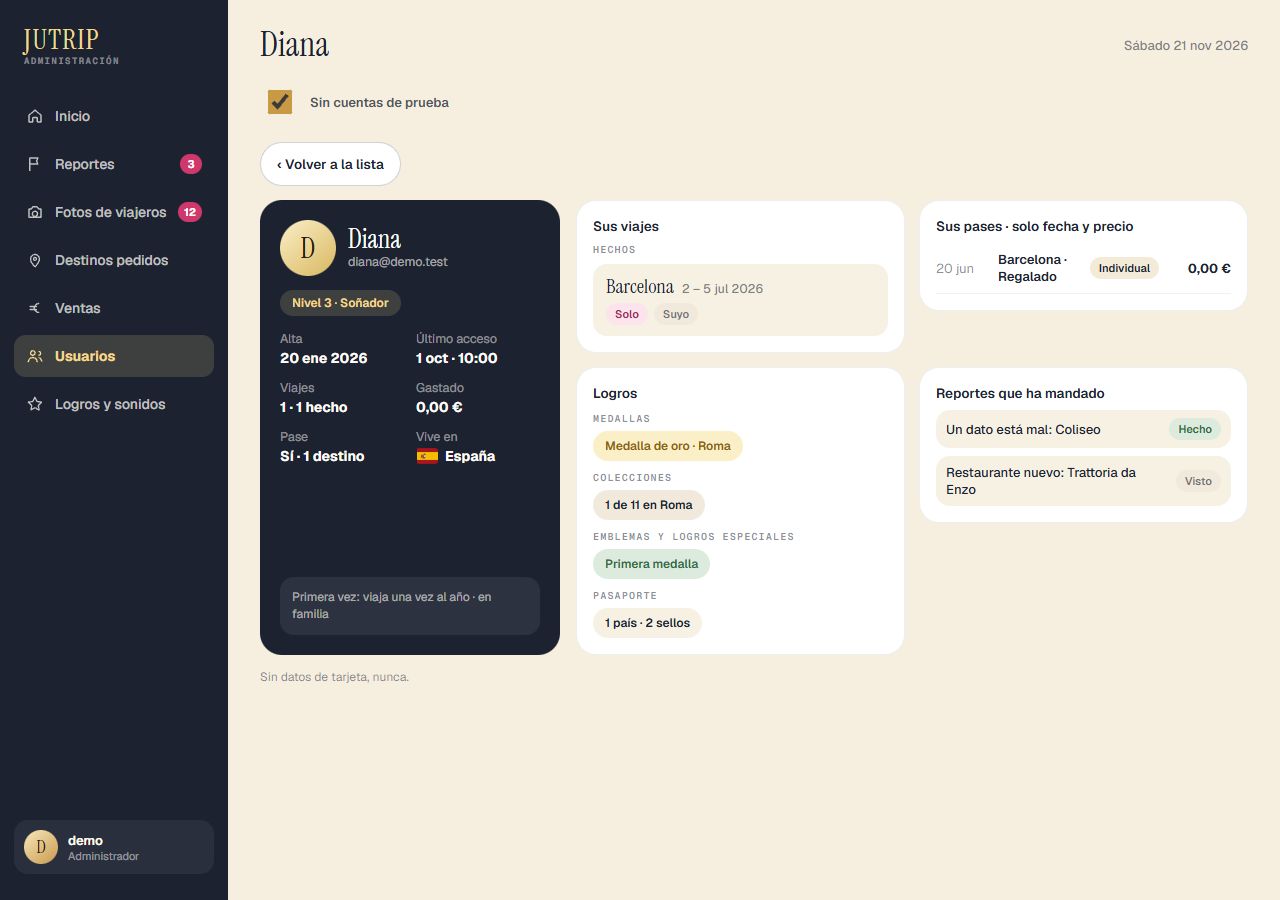 JUTRIP
ADMINISTRACIÓN
Inicio
Reportes 3
Fotos de viajeros 12
Destinos pedidos
Ventas
Usuarios
Logros y sonidos
D
demo
Administrador
Diana
Sábado 21 nov 2026
Sin cuentas de prueba
‹ Volver a la lista
D
Diana
diana@demo.test
Nivel 3 · Soñador
Alta
20 ene 2026
Último acceso
1 oct · 10:00
Viajes
1 · 1 hecho
Gastado
0,00 €
Pase
Sí · 1 destino
Vive en
España
Primera vez: viaja una vez al año · en
familia
Sin datos de tarjeta, nunca.
Sus viajes
HECHOS
Barcelona 2 – 5 jul 2026
Solo Suyo
Sus pases · solo fecha y precio
20 jun
Barcelona ·
Regalado
Individual
0,00 €
Logros
MEDALLAS
Medalla de oro · Roma
COLECCIONES
1 de 11 en Roma
EMBLEMAS Y LOGROS ESPECIALES
Primera medalla
PASAPORTE
1 país · 2 sellos
Reportes que ha mandado
Un dato está mal: Coliseo
Hecho
Restaurante nuevo: Trattoria da
Enzo
Visto